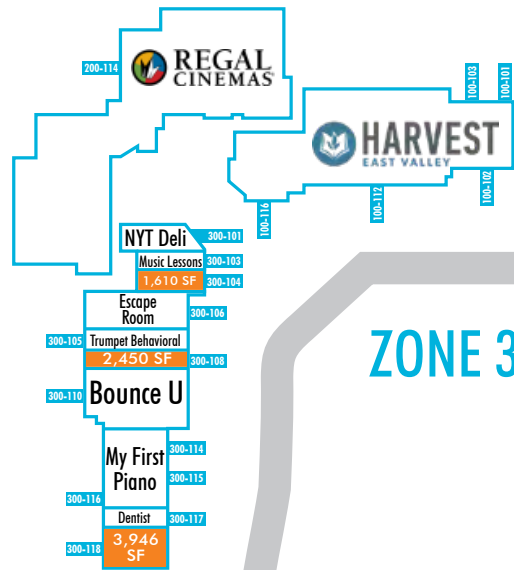 REGAL
CINEMAS
200-114
100-103
100-101
HARVEST
EAST VALLEY
100-102
100-112
100-116
NYT Deli
300-101
Music Lessons
300-103
1,610 SF
300-104
Escape
Room
300-106
300-105
Trumpet Behavioral
2,450 SF
300-108
ZONE 3
300-110
Bounce U
My First
Piano
300-114
300-115
300-116
Dentist
300-117
3,946
SF
300-118